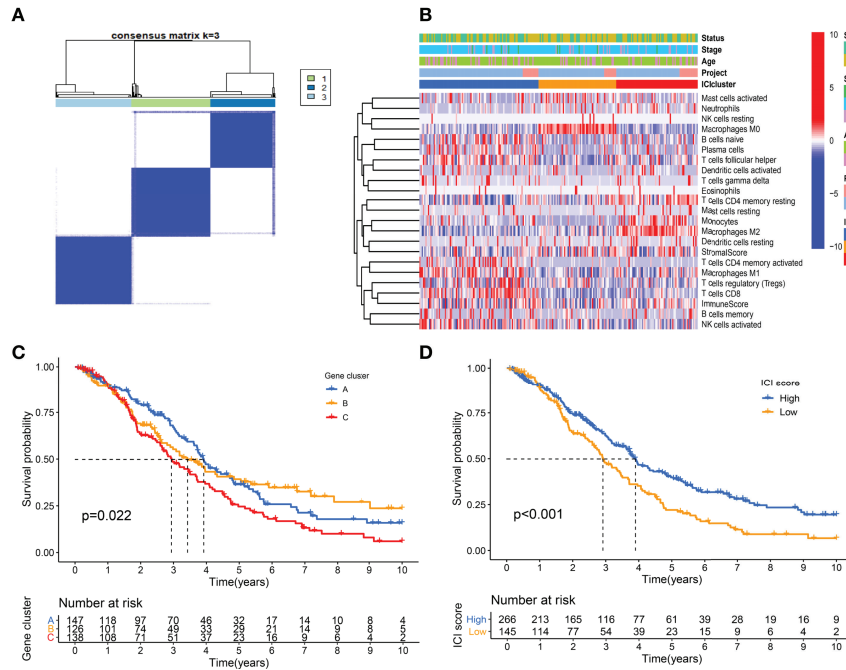 A
consensus matrix k=3
1
2
3
B
Status
Stage
Age
Project
ICIcluster
Mast cells activated
Neutrophils
NK cells resting
Macrophages M0
B cells naive
Plasma cells
T cells follicular helper
Dendritic cells activated
T cells gamma delta
Eosinophils
T cells CD4 memory resting
Mast cells resting
Monocytes
Macrophages M2
Dendritic cells resting
StromalScore
T cells CD4 memory activated
Macrophages M1
T cells regulatory (Tregs)
T cells CD8
ImmuneScore
B cells memory
NK cells activated
10
5
0
−5
−10
C
Gene cluster
A
B
C
Survival probability
1.00
0.75
0.50
0.25
0.00
p=0.022
0 1 2 3 4 5 6 7 8 9 10
Time(years)
Number at risk
Gene cluster
A 147 118 97 70 46 32 17 14 10 8 4
B 126 101 74 49 33 29 21 14 9 8 5
C 138 108 71 51 37 23 16 9 6 4 2
0 1 2 3 4 5 6 7 8 9 10
Time(years)
D
ICI score
High
Low
Survival probability
1.00
0.75
0.50
0.25
0.00
p<0.001
0 1 2 3 4 5 6 7 8 9 10
Time(years)
Number at risk
ICI score
High 266 213 165 116 77 61 39 28 19 16 9
Low 145 114 77 54 39 23 15 9 6 4 2
0 1 2 3 4 5 6 7 8 9 10
Time(years)